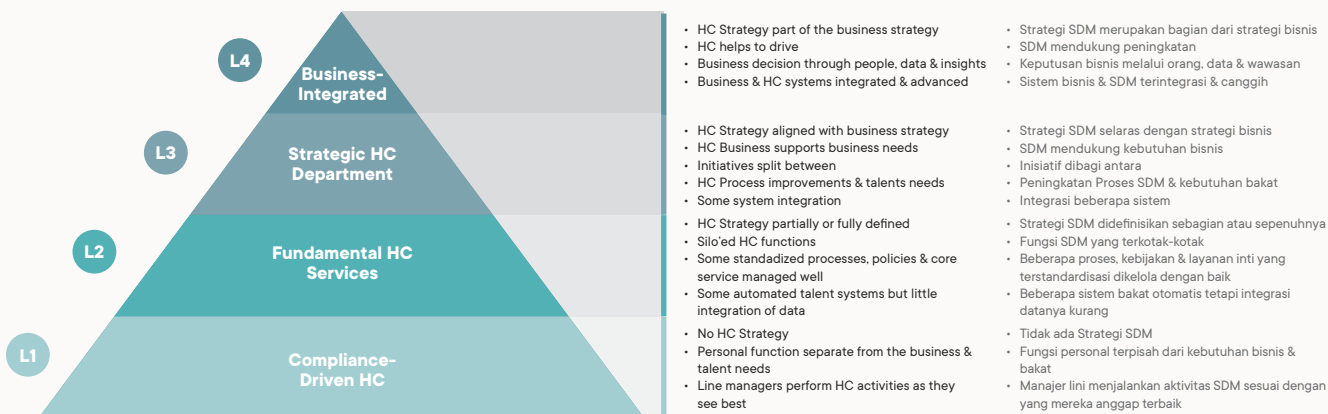 L4
Business-
Integrated
• HC Strategy part of the business strategy
• HC helps to drive
• Business decision through people, data & insights
• Business & HC systems integrated & advanced
• Strategi SDM merupakan bagian dari strategi bisnis
• SDM mendukung peningkatan
• Keputusan bisnis melalui orang, data & wawasan
• Sistem bisnis & SDM terintegrasi & canggih
L3
Strategic HC
Department
• HC Strategy aligned with business strategy
• HC Business supports business needs
• Initiatives split between
• HC Process improvements & talents needs
• Some system integration
• Strategi SDM selaras dengan strategi bisnis
• SDM mendukung kebutuhan bisnis
• Inisiatif dibagi antara
• Peningkatan Proses SDM & kebutuhan bakat
• Integrasi beberapa sistem
L2
Fundamental HC
Services
• HC Strategy partially or fully defined
• Silo'ed HC functions
• Some standadized processes, policies & core
service managed well
• Some automated talent systems but little
integration of data
• Strategi SDM didefinisikan sebagian atau sepenuhnya
• Fungsi SDM yang terkotak-kotak
• Beberapa proses, kebijakan & layanan inti yang
terstandardisasi dikelola dengan baik
• Beberapa sistem bakat otomatis tetapi integrasi
datanya kurang
L1
Compliance-
Driven HC
• No HC Strategy
• Personal function separate from the business &
talent needs
• Line managers perform HC activities as they
see best
• Tidak ada Strategi SDM
• Fungsi personal terpisah dari kebutuhan bisnis &
bakat
• Manajer lini menjalankan aktivitas SDM sesuai dengan
yang mereka anggap terbaik